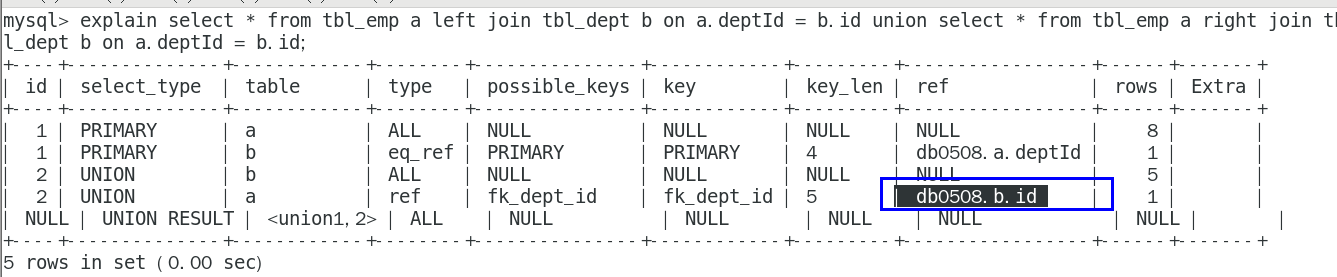 mysql> explain select * from tbl_emp a left join tbl_dept b on a.deptId = b.id union select * from tbl_emp a right join tb
l_dept b on a.deptId = b.id;
+----+--------------+------------+--------+---------------+------------+---------+------------------+------+-------+
| id | select_type | table | type | possible_keys | key | key_len | ref | rows | Extra |
+----+--------------+------------+--------+---------------+------------+---------+------------------+------+-------+
| 1 | PRIMARY | a | ALL | NULL | NULL | NULL | NULL | 8 | |
| 1 | PRIMARY | b | eq_ref | PRIMARY | PRIMARY | 4 | db0508.a.deptId | 1 | |
| 2 | UNION | b | ALL | NULL | NULL | NULL | NULL | 5 | |
| 2 | UNION | a | ref | fk_dept_id | fk_dept_id | 5 | db0508.b.id | 1 | |
| NULL | UNION RESULT | <union1,2> | ALL | NULL | NULL | NULL | NULL | NULL | |
+----+--------------+------------+--------+---------------+------------+---------+------------------+------+-------+
5 rows in set (0.00 sec)